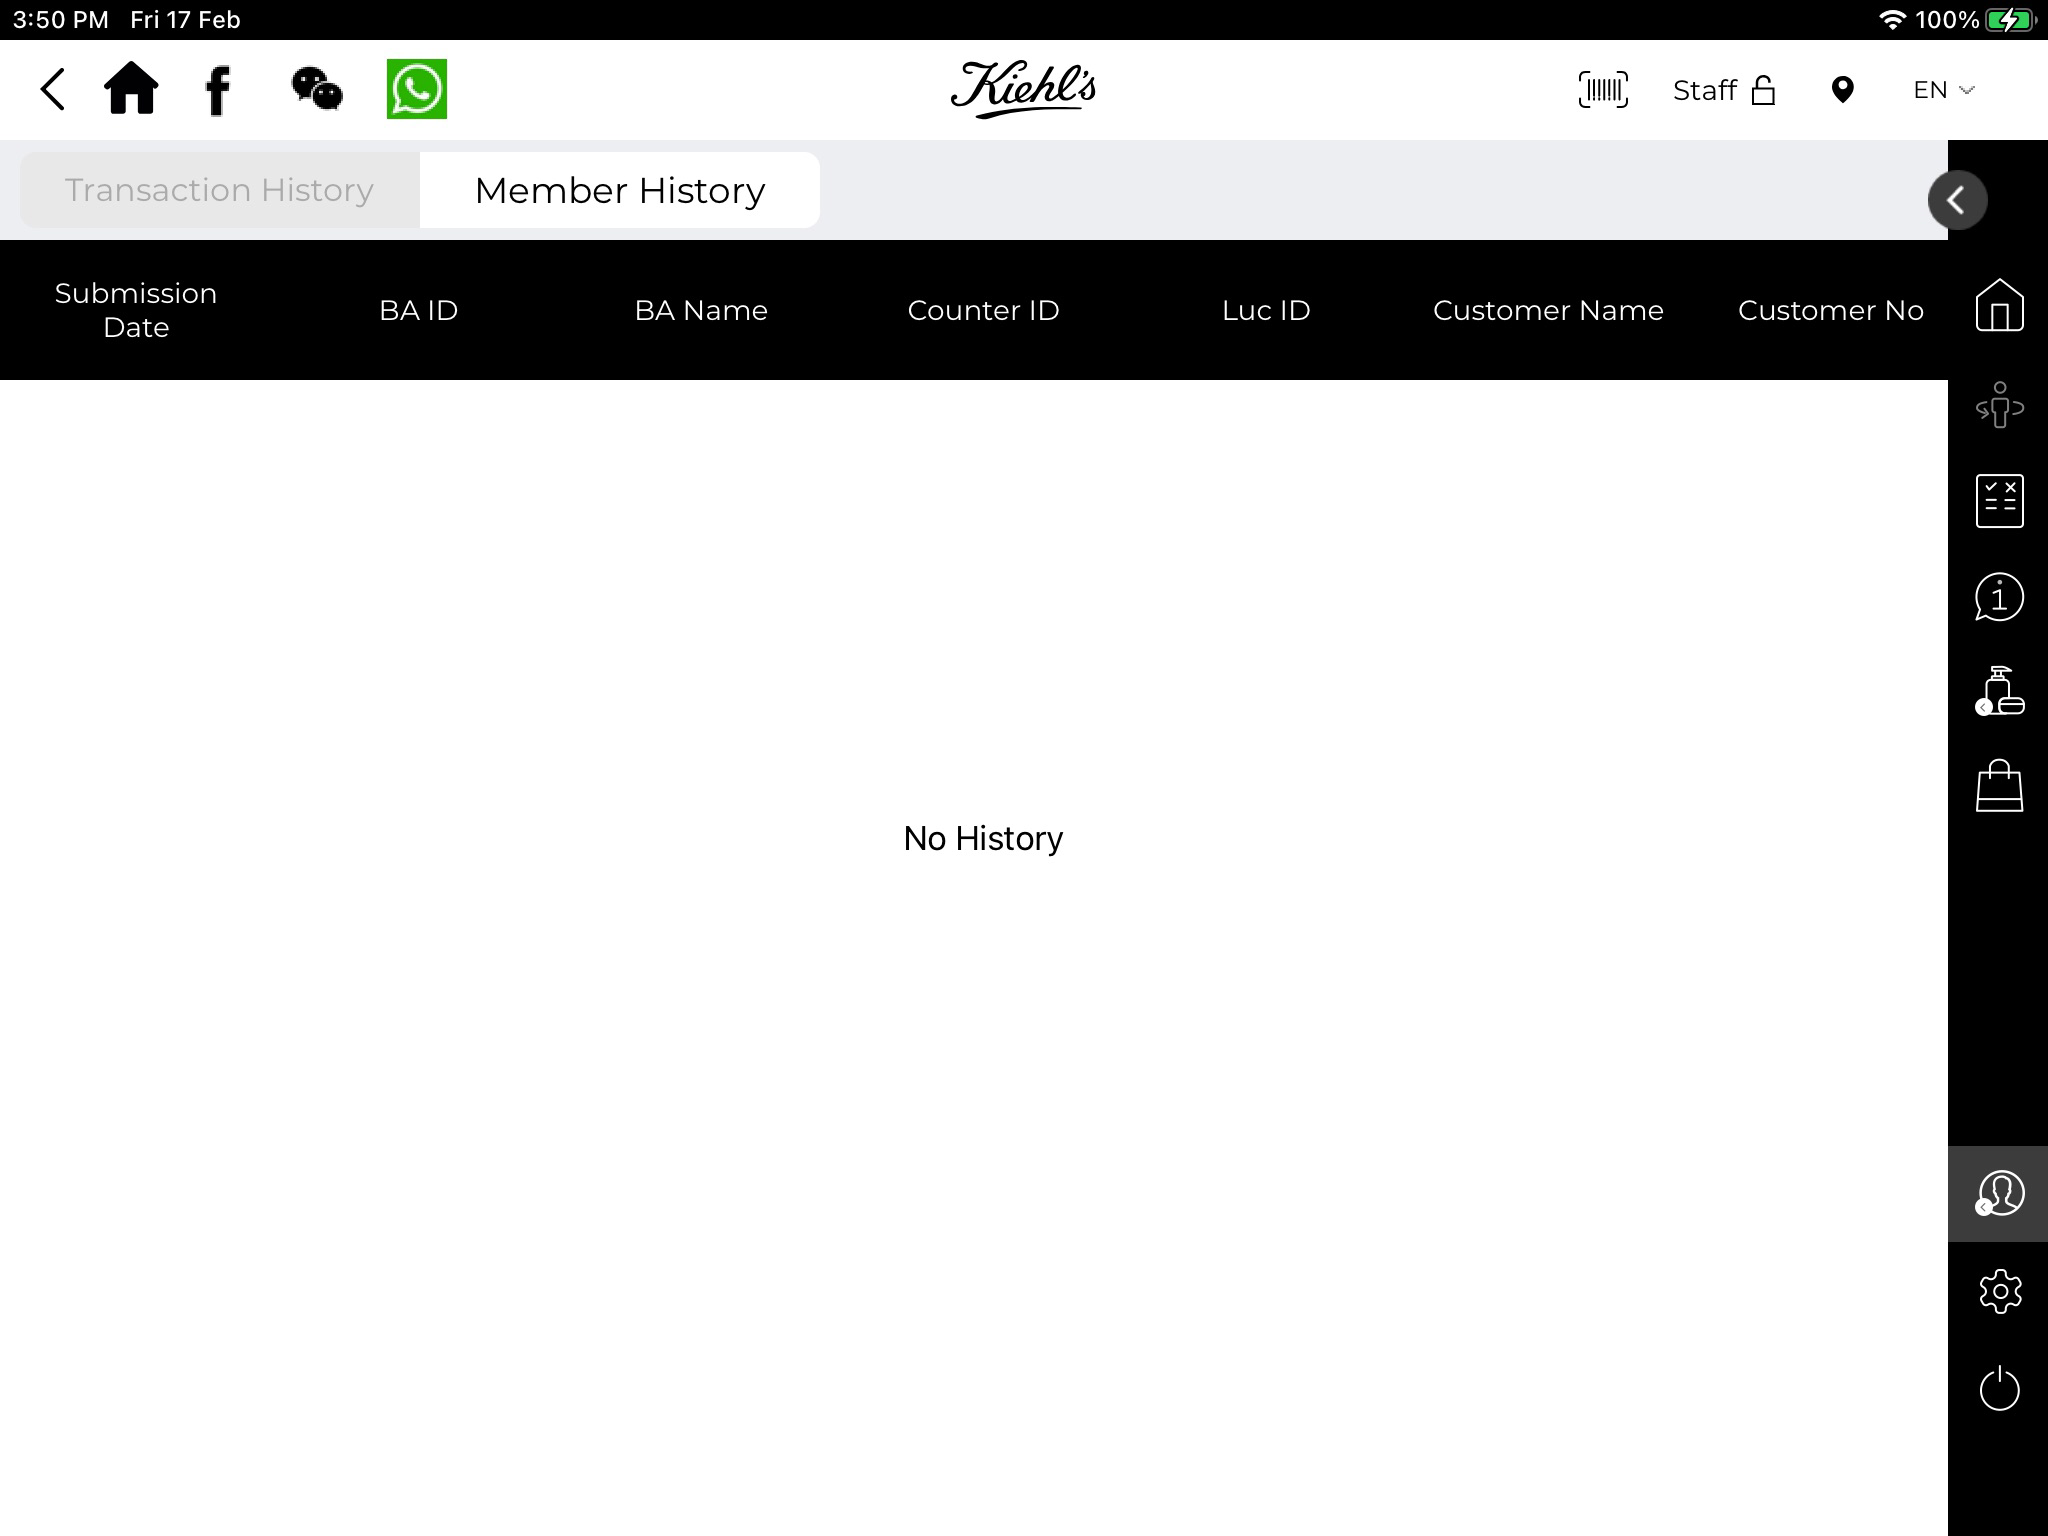 3:50 PM Fri 17 Feb 100%
Kiehl's Staff EN
Transaction History Member History
Submission
Date
BA ID BA Name Counter ID Luc ID Customer Name Customer No
No History